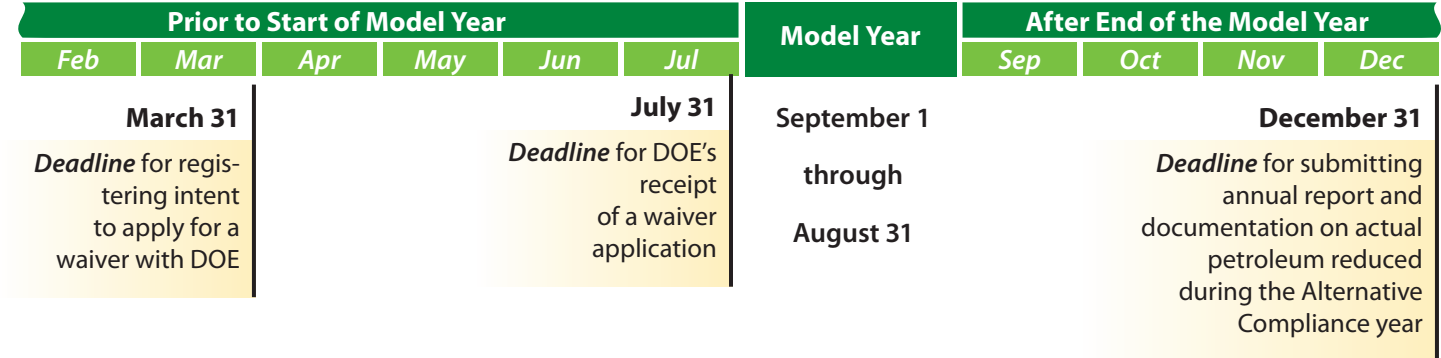 Prior to Start of Model Year
Model Year
After End of the Model Year
Feb Mar Apr May Jun Jul
Sep Oct Nov Dec
March 31
Deadline for regis-
tering intent
to apply for a
waiver with DOE
July 31
Deadline for DOE’s
receipt
of a waiver
application
September 1
through
August 31
December 31
Deadline for submitting
annual report and
documentation on actual
petroleum reduced
during the Alternative
Compliance year